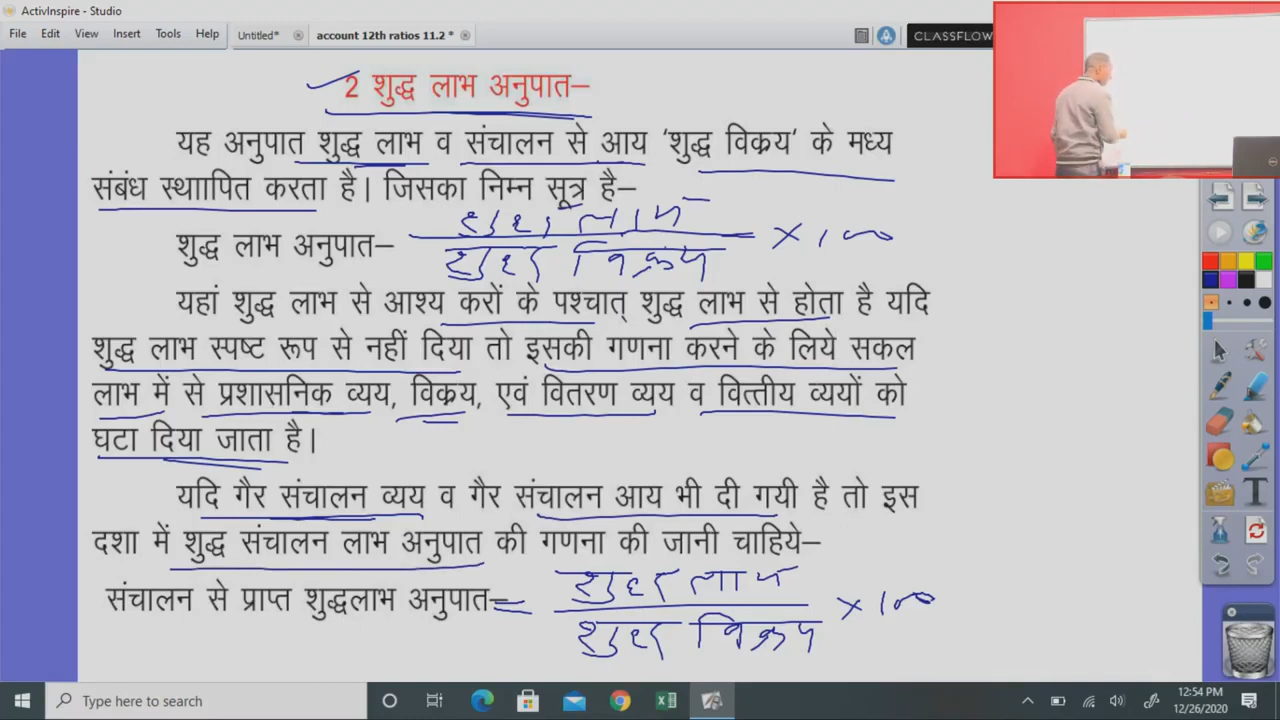 ActivInspire - Studio
File Edit View Insert Tools Help Untitled* account 12th ratios 11.2 * CLASSFLOW
2 शुद्ध लाभ अनुपात–
यह अनुपात शुद्ध लाभ व संचालन से आय ‘शुद्ध विक्रय’ के मध्य
संबंध स्थाापित करता है। जिसका निम्न सूत्र है–
शुद्ध लाभ
शुद्ध लाभ अनुपात– × 100
शुद्ध विक्रय
यहां शुद्ध लाभ से आश्य करों के पश्चात् शुद्ध लाभ से होता है यदि
शुद्ध लाभ स्पष्ट रूप से नहीं दिया तो इसकी गणना करने के लिये सकल
लाभ में से प्रशासनिक व्यय, विक्रय, एवं वितरण व्यय व वित्तीय व्ययों को
घटा दिया जाता है।
यदि गैर संचालन व्यय व गैर संचालन आय भी दी गयी है तो इस
दशा में शुद्ध संचालन लाभ अनुपात की गणना की जानी चाहिये–
शुद्ध लाभ
संचालन से प्राप्त शुद्धलाभ अनुपात– = × 100
शुद्ध विक्रय
Type here to search
12:54 PM
12/26/2020